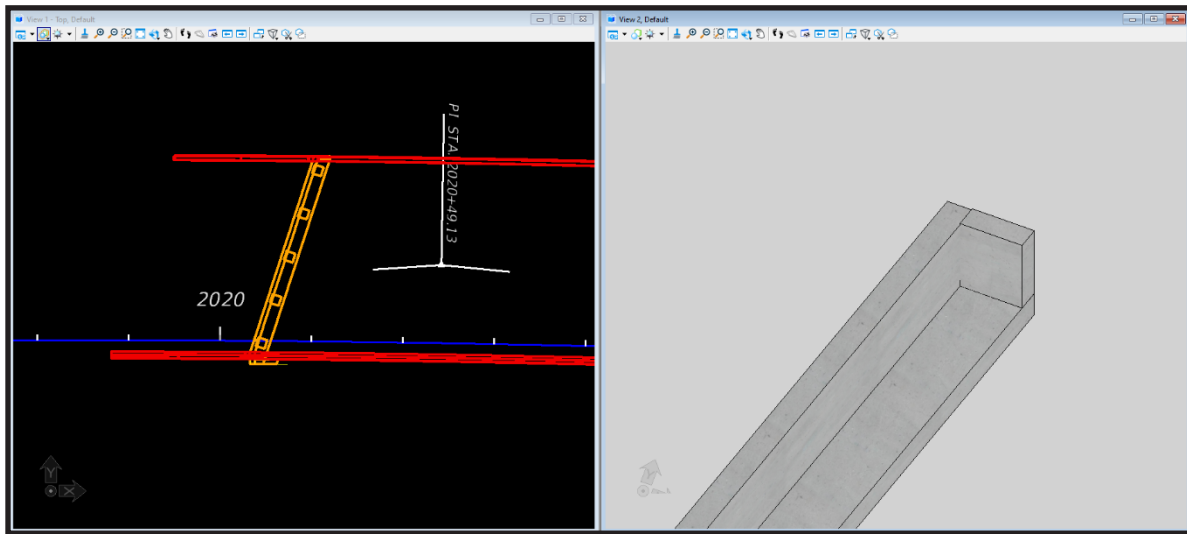 View 1 - Top, Default
View 2, Default
PI STA. 2020+49.13
2020
Y
X